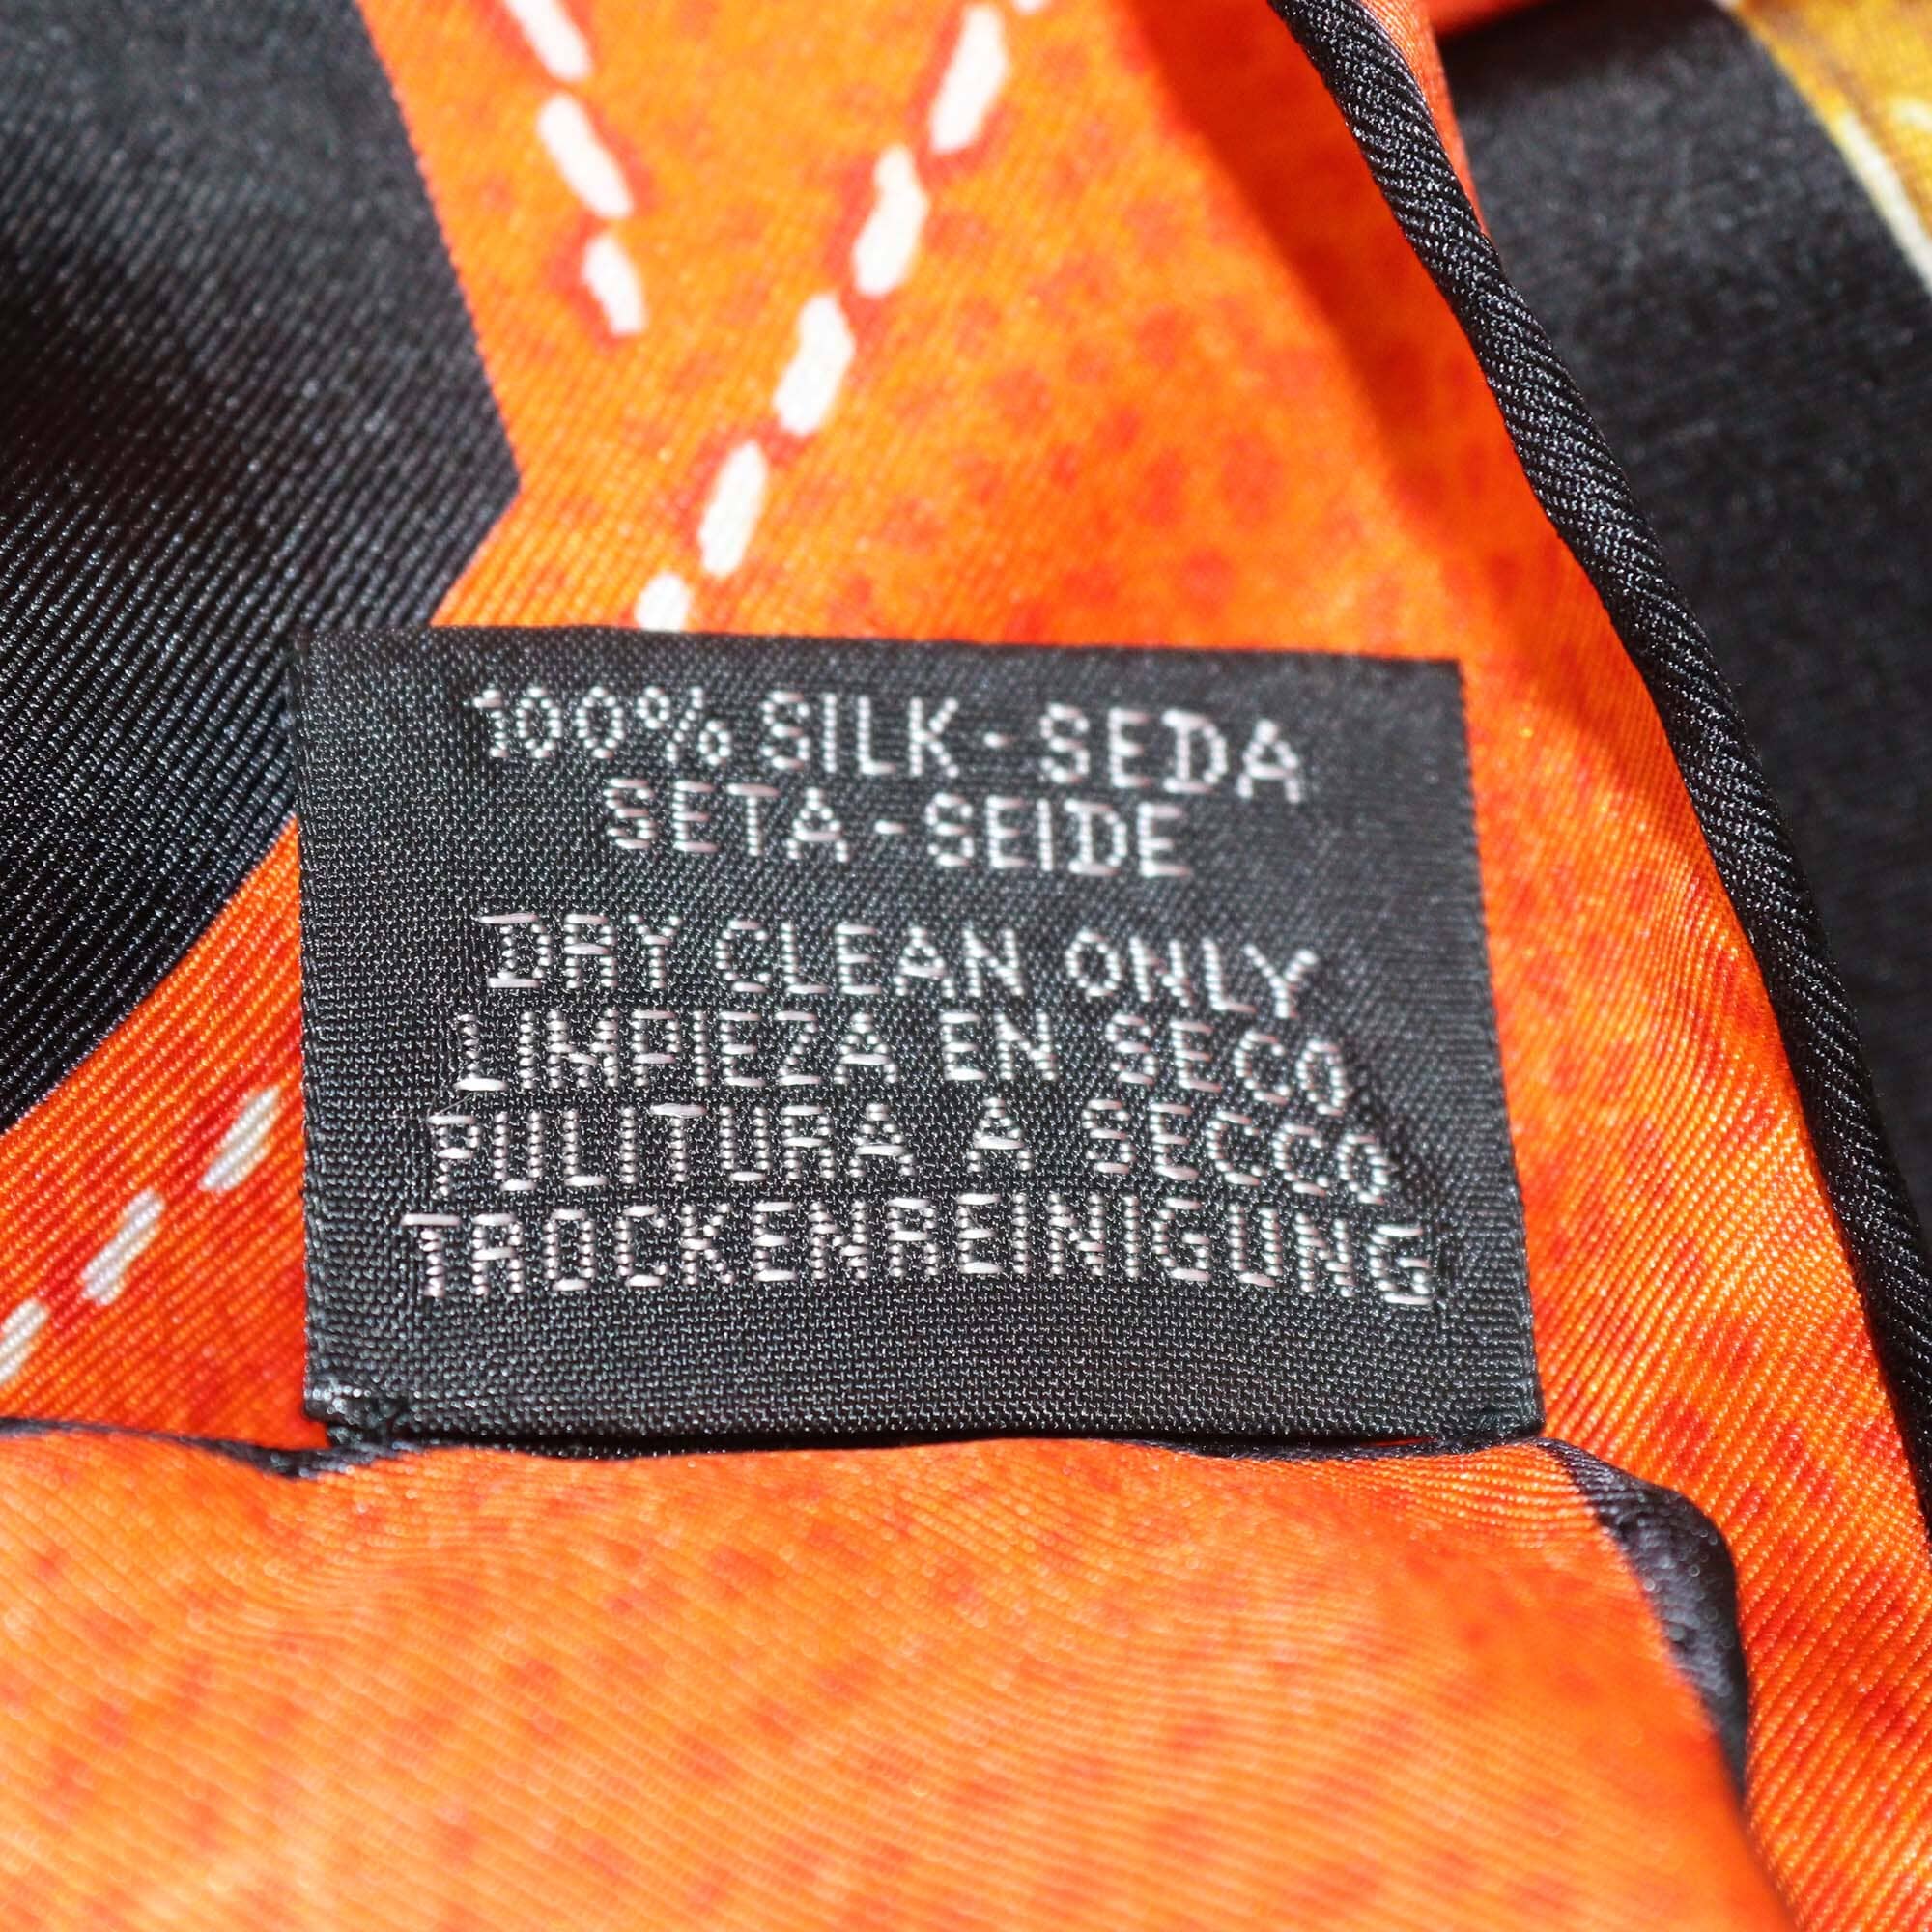 100% SILK - SEDA
SETA - SEIDE
DRY CLEAN ONLY
LIMPIEZA EN SECO
PULITURA A SECCO
TROCKENREINIGUNG